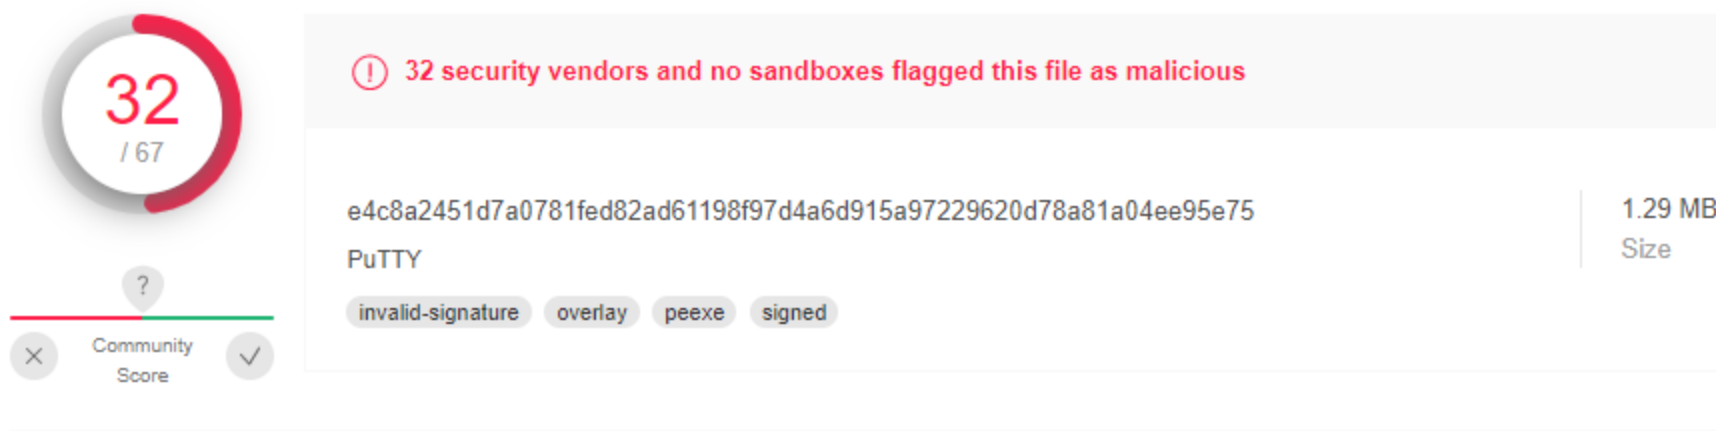 32
/ 67
?
Community
Score
32 security vendors and no sandboxes flagged this file as malicious
e4c8a2451d7a0781fed82ad61198f97d4a6d915a97229620d78a81a04ee95e75
PuTTY
invalid-signature overlay peexe signed
1.29 MB
Size